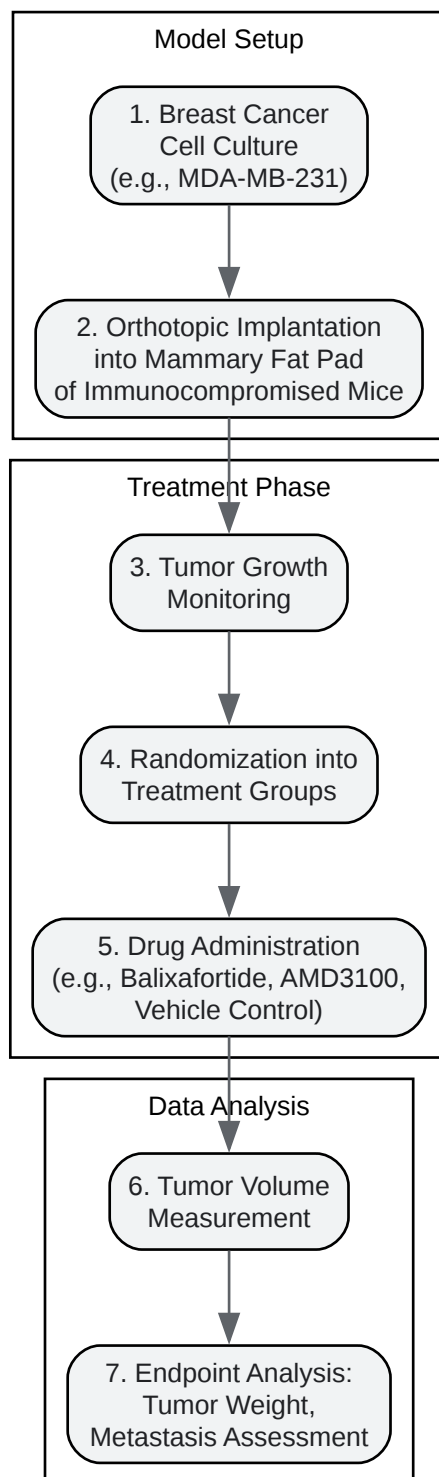 Model Setup
1. Breast Cancer
Cell Culture
(e.g., MDA-MB-231)
2. Orthotopic Implantation
into Mammary Fat Pad
of Immunocompromised Mice
Treatment Phase
3. Tumor Growth
Monitoring
4. Randomization into
Treatment Groups
5. Drug Administration
(e.g., Balixafortide, AMD3100,
Vehicle Control)
Data Analysis
6. Tumor Volume
Measurement
7. Endpoint Analysis:
Tumor Weight,
Metastasis Assessment